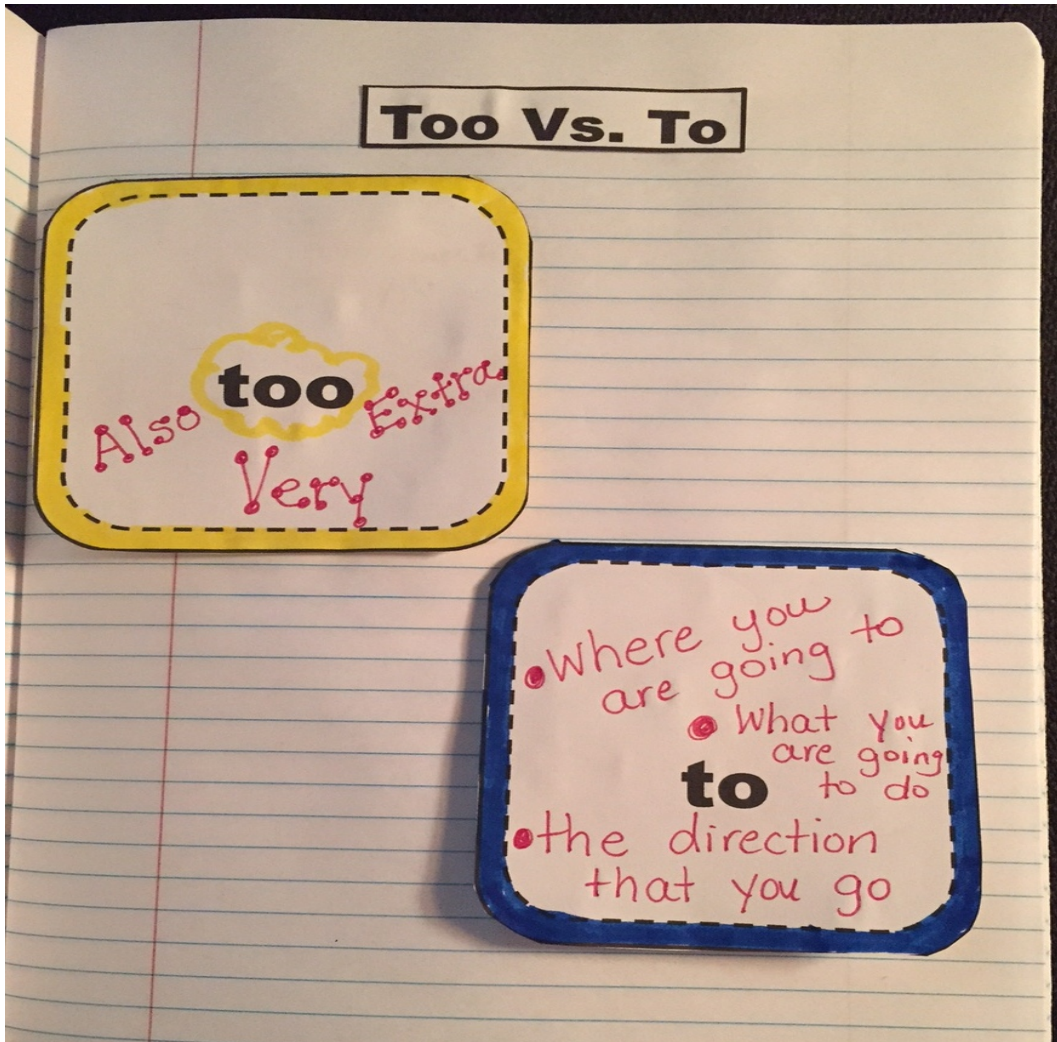 Too Vs. To
too
Also
Extra
Very
Where you
are going to
What you
are going
to do
to
the direction
that you go